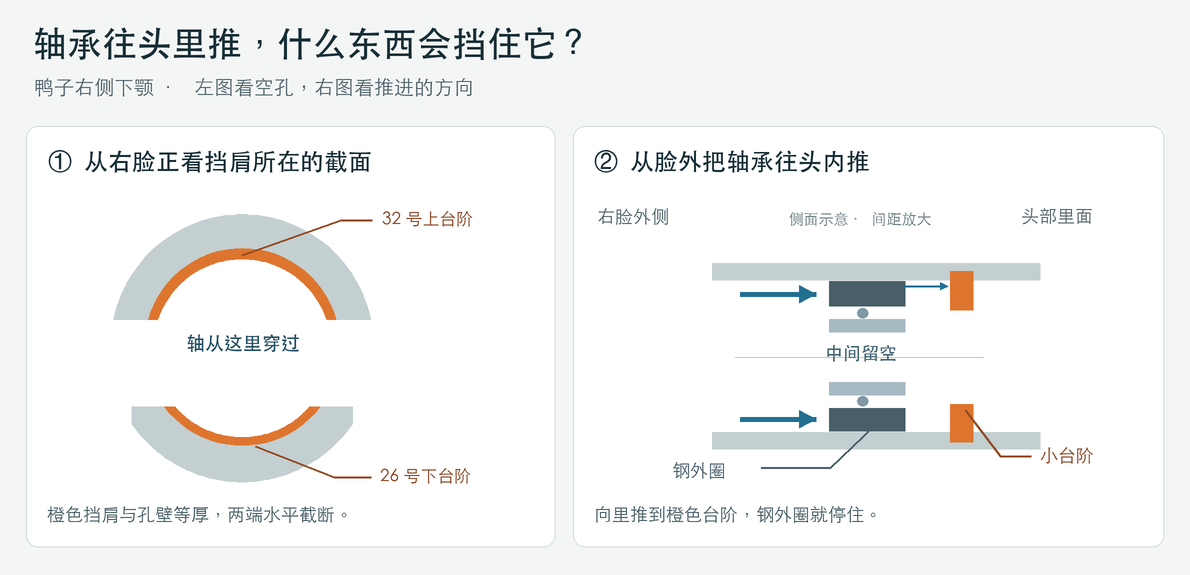 轴承往头里推，什么东西会挡住它？
鸭子右侧下颚 · 左图看空孔，右图看推进的方向
① 从右脸正看挡肩所在的截面
32 号上台阶
轴从这里穿过
26 号下台阶
橙色挡肩与孔壁等厚，两端水平截断。
② 从脸外把轴承往头内推
右脸外侧
侧面示意 · 间距放大
头部里面
中间留空
钢外圈
小台阶
向里推到橙色台阶，钢外圈就停住。